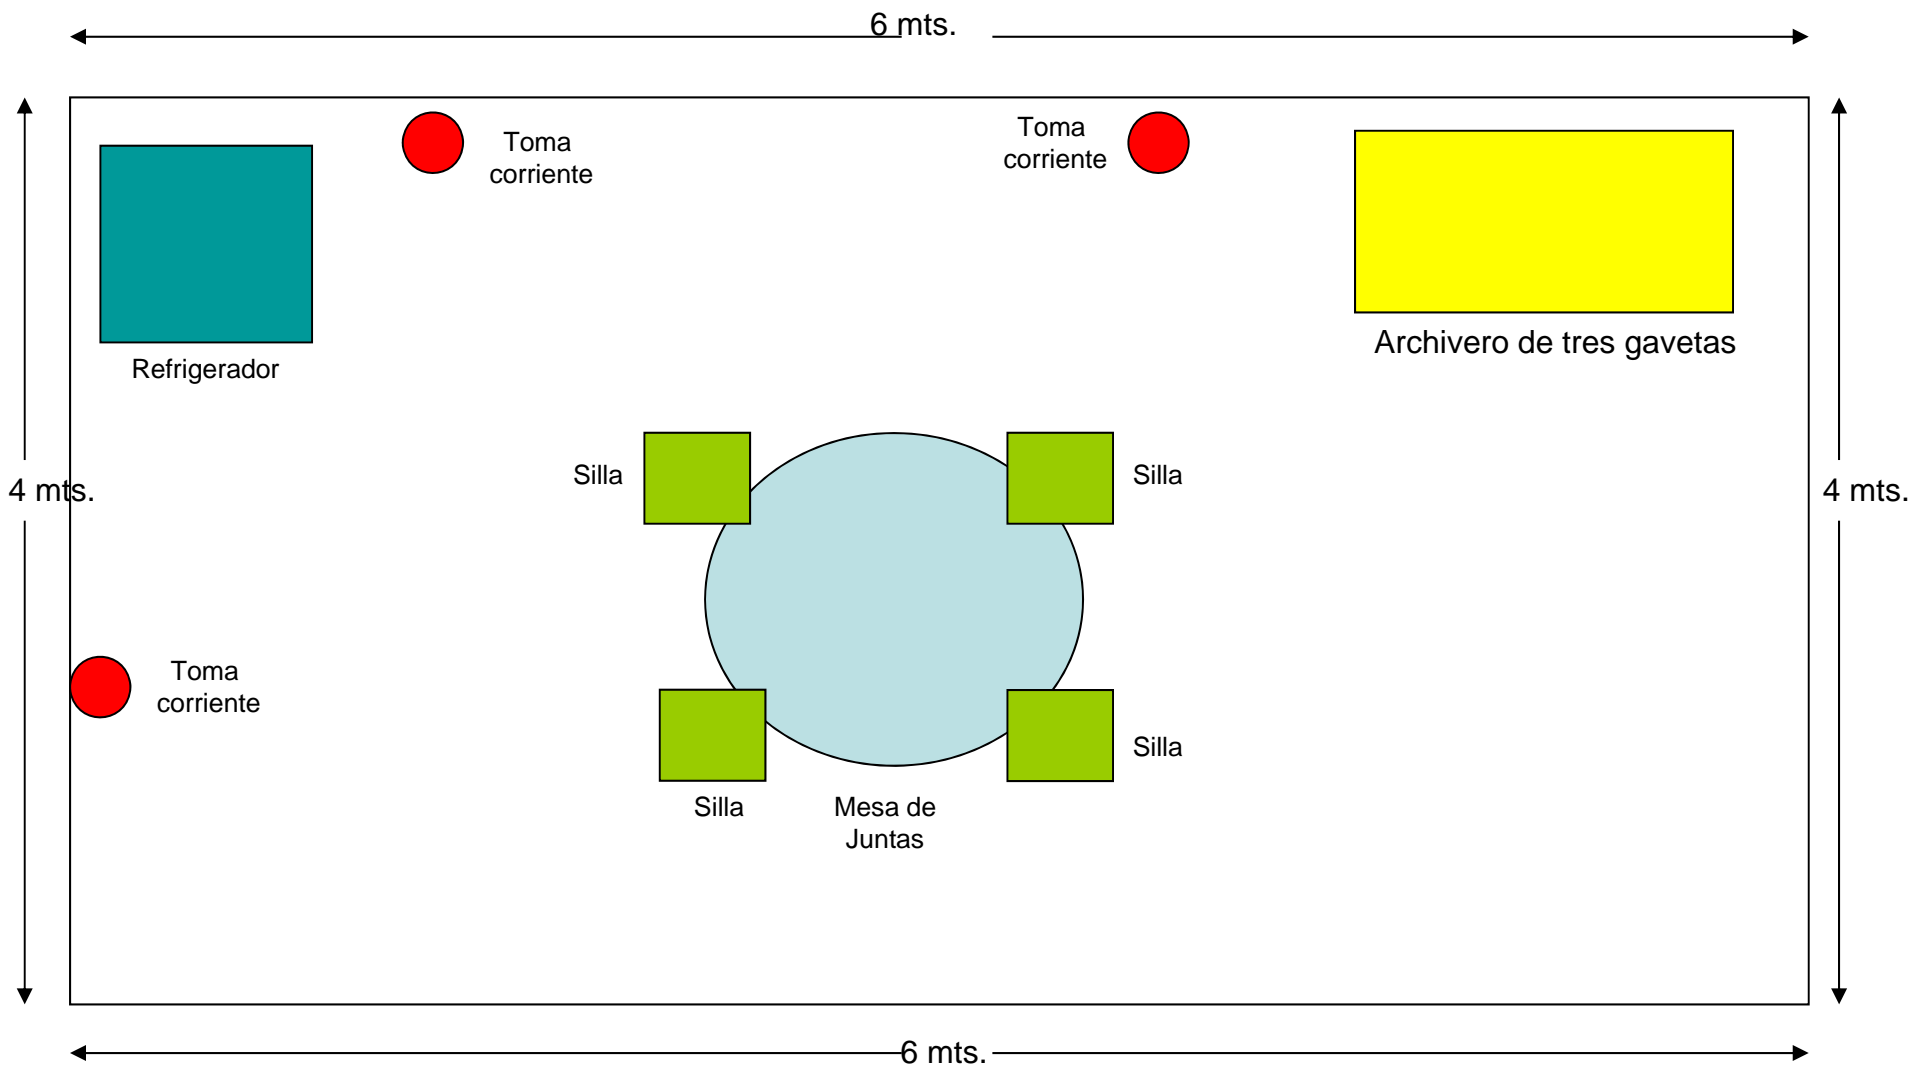 6 mts.
Toma
corriente
Toma
corriente
Refrigerador
Archivero de tres gavetas
Silla
Silla
4 mts.
4 mts.
Toma
corriente
Silla
Silla
Mesa de
Juntas
6 mts.